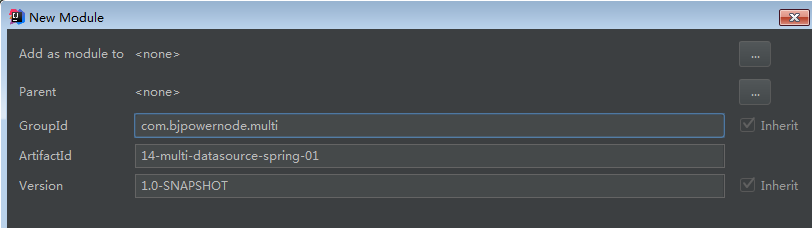 New Module
Add as module to <none> ...
Parent <none> ...
GroupId com.bjpowernode.multi Inherit
ArtifactId 14-multi-datasource-spring-01
Version 1.0-SNAPSHOT Inherit